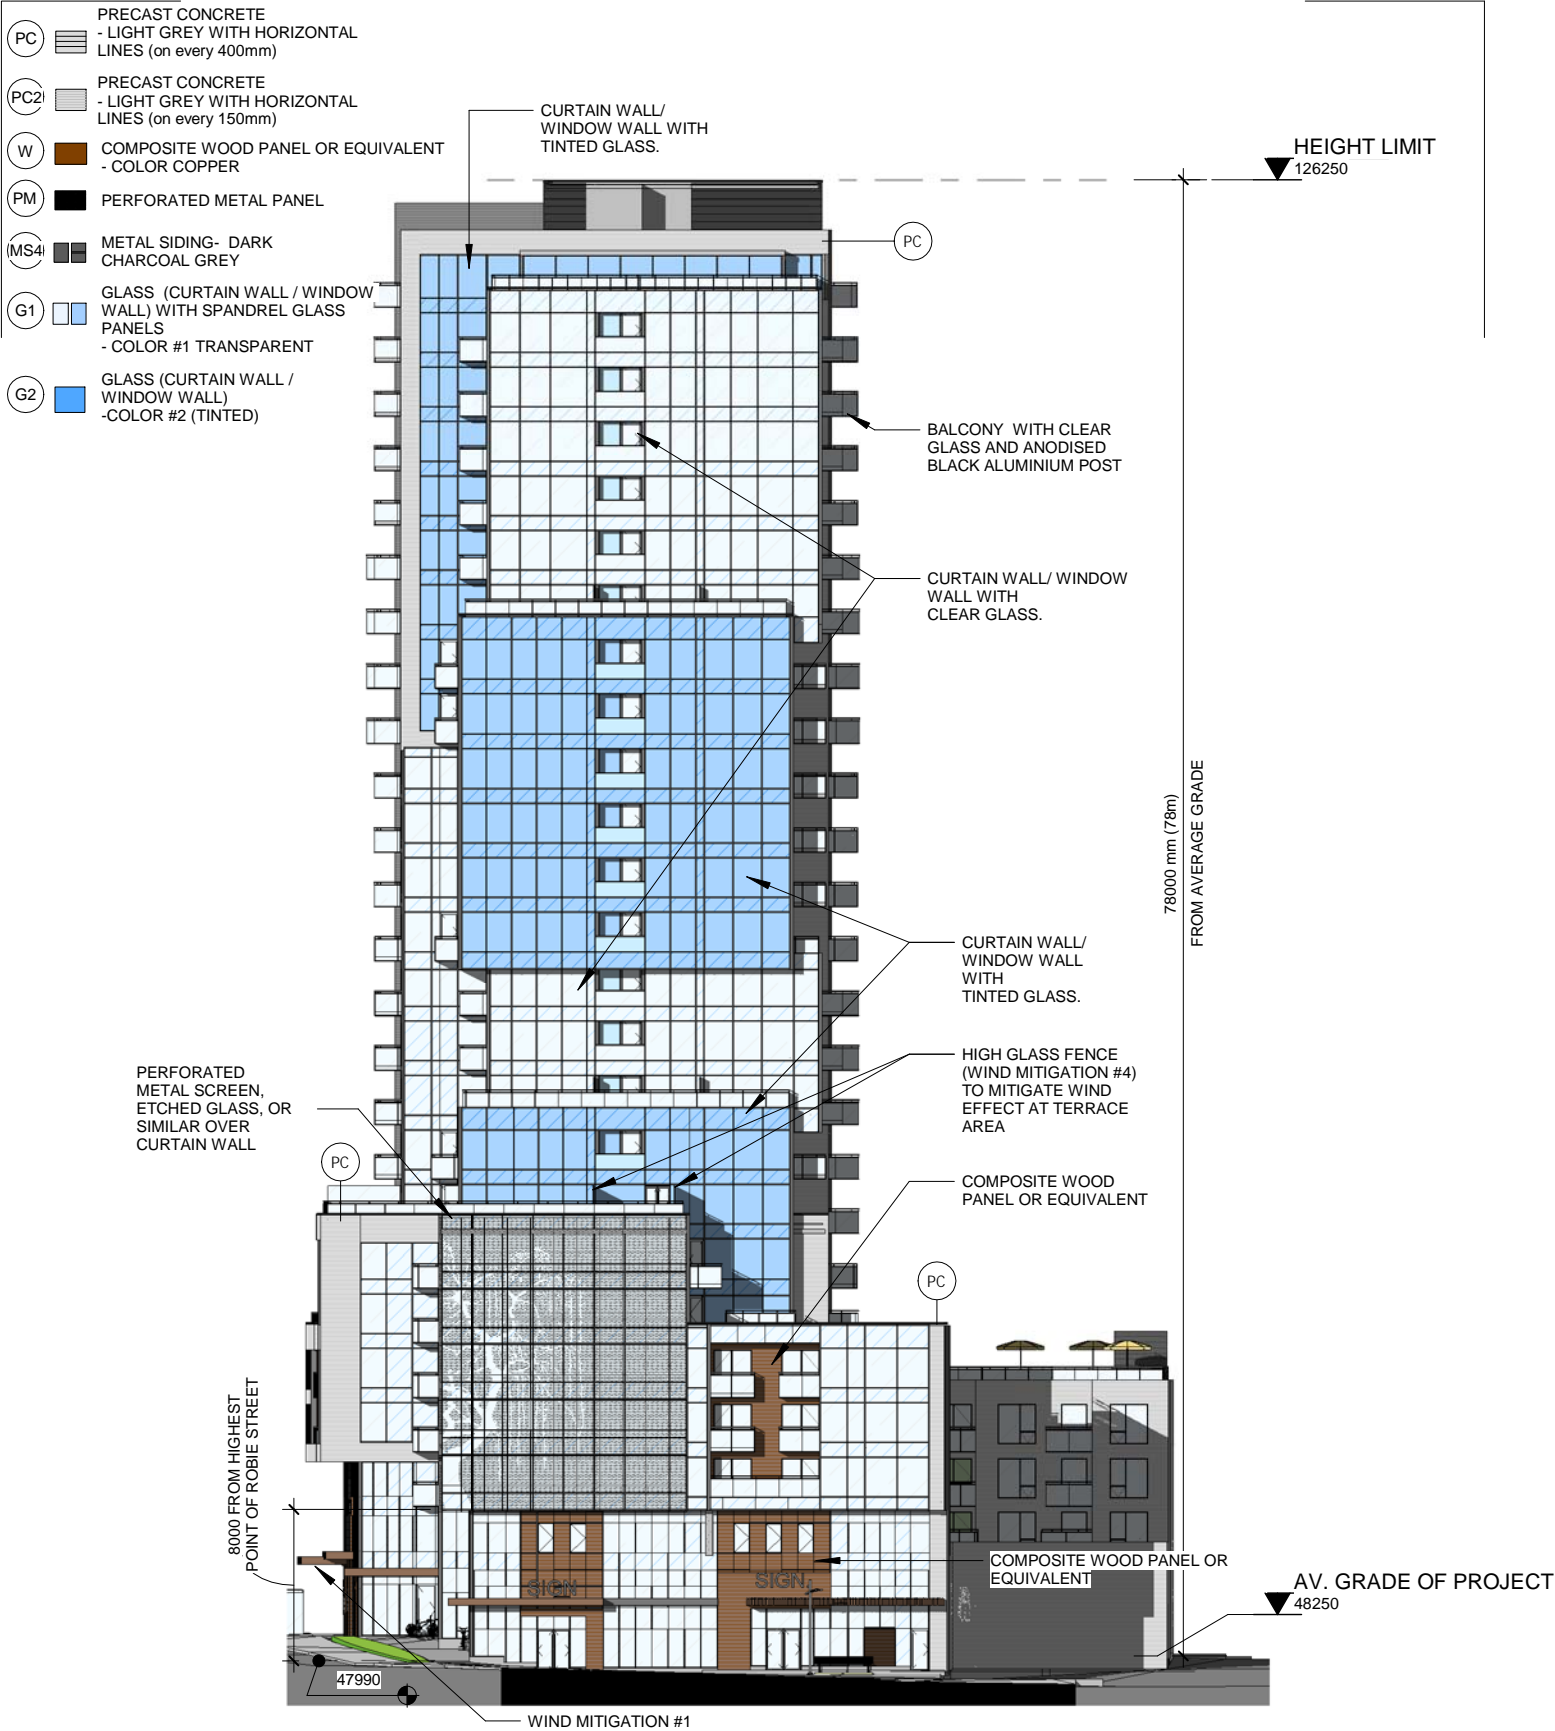 PC
PRECAST CONCRETE
- LIGHT GREY WITH HORIZONTAL
LINES (on every 400mm)
PC2
PRECAST CONCRETE
- LIGHT GREY WITH HORIZONTAL
LINES (on every 150mm)
W
COMPOSITE WOOD PANEL OR EQUIVALENT
- COLOR COPPER
PM
PERFORATED METAL PANEL
MS4
METAL SIDING- DARK
CHARCOAL GREY
G1
GLASS (CURTAIN WALL / WINDOW
WALL) WITH SPANDREL GLASS
PANELS
- COLOR #1 TRANSPARENT
G2
GLASS (CURTAIN WALL /
WINDOW WALL)
-COLOR #2 (TINTED)
CURTAIN WALL/
WINDOW WALL WITH
TINTED GLASS.
HEIGHT LIMIT
126250
PC
BALCONY WITH CLEAR
GLASS AND ANODISED
BLACK ALUMINIUM POST
CURTAIN WALL/ WINDOW
WALL WITH
CLEAR GLASS.
78000 mm (78m)
FROM AVERAGE GRADE
CURTAIN WALL/
WINDOW WALL
WITH
TINTED GLASS.
HIGH GLASS FENCE
(WIND MITIGATION #4)
TO MITIGATE WIND
EFFECT AT TERRACE
AREA
PERFORATED
METAL SCREEN,
ETCHED GLASS, OR
SIMILAR OVER
CURTAIN WALL
PC
COMPOSITE WOOD
PANEL OR EQUIVALENT
PC
8000 FROM HIGHEST
POINT OF ROBIE STREET
COMPOSITE WOOD PANEL OR
EQUIVALENT
SIGN
SIGN
AV. GRADE OF PROJECT
48250
47990
WIND MITIGATION #1